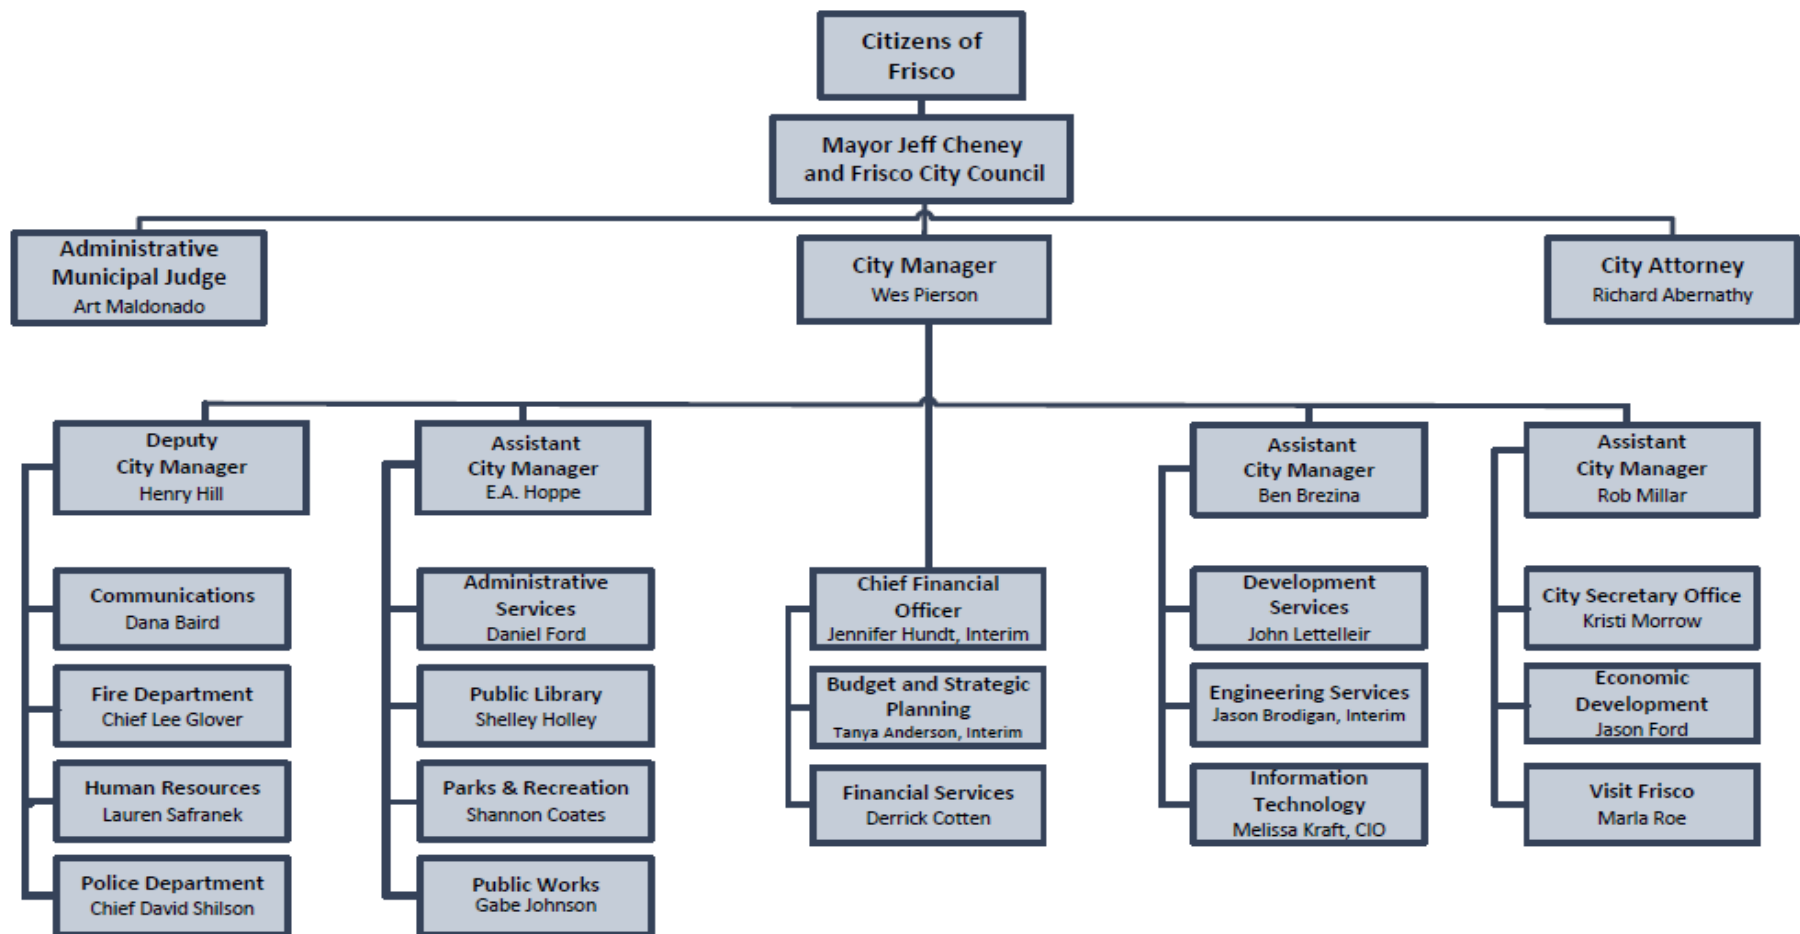 Citizens of
Frisco
Mayor Jeff Cheney
and Frisco City Council
Administrative
Municipal Judge
Art Maldonado
City Manager
Wes Pierson
City Attorney
Richard Abernathy
Deputy
City Manager
Henry Hill
Communications
Dana Baird
Fire Department
Chief Lee Glover
Human Resources
Lauren Safranek
Police Department
Chief David Shilson
Assistant
City Manager
E.A. Hoppe
Administrative
Services
Daniel Ford
Public Library
Shelley Holley
Parks & Recreation
Shannon Coates
Public Works
Gabe Johnson
Chief Financial
Officer
Jennifer Hundt, Interim
Budget and Strategic
Planning
Tanya Anderson, Interim
Financial Services
Derrick Cotten
Assistant
City Manager
Ben Brezina
Development
Services
John Lettelleir
Engineering Services
Jason Brodigan, Interim
Information
Technology
Melissa Kraft, CIO
Assistant
City Manager
Rob Millar
City Secretary Office
Kristi Morrow
Economic
Development
Jason Ford
Visit Frisco
Marla Roe